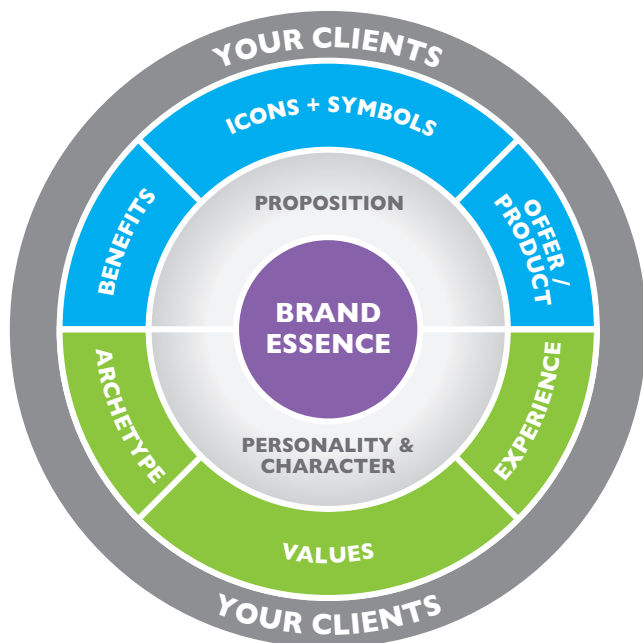 YOUR CLIENTS
ICONS + SYMBOLS
BENEFITS
OFFER /
PRODUCT
PROPOSITION
BRAND
ESSENCE
ARCHETYPE
EXPERIENCE
PERSONALITY &
CHARACTER
VALUES
YOUR CLIENTS